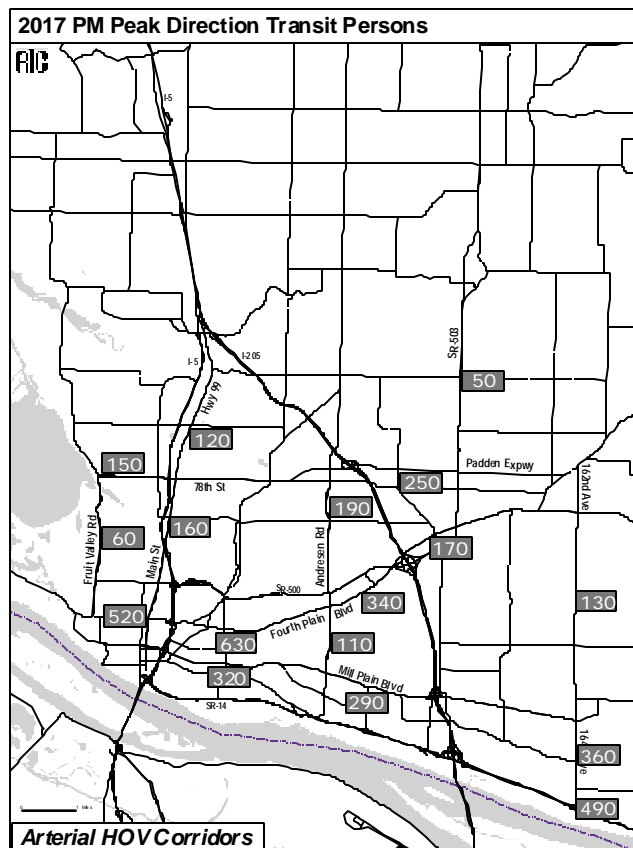 2017 PM Peak Direction Transit Persons
RTC
I-5
I-5
I-205
SR-503
50
Hwy 99
120
150
78th St
Padden Expwy
250
162nd Ave
190
160
60
Fruit Valley Rd
Main St
Andresen Rd
170
SR-500
340
130
520
Fourth Plain Blvd
630
110
320
Mill Plain Blvd
290
SR-14
360
490
0
Arterial HOV Corridors